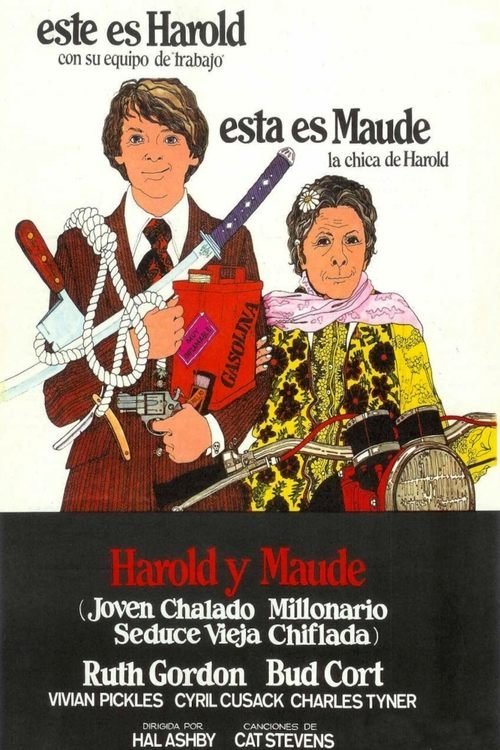 este es Harold
con su equipo de "trabajo"
esta es Maude
la chica de Harold
GASOLINA
MUY
INFLAMABLE
Harold y Maude
(Joven Chalado Millonario
Seduce Vieja Chiflada)
Ruth Gordon Bud Cort
VIVIAN PICKLES CYRIL CUSACK CHARLES TYNER
DIRIGIDA POR CANCIONES DE
HAL ASHBY CAT STEVENS